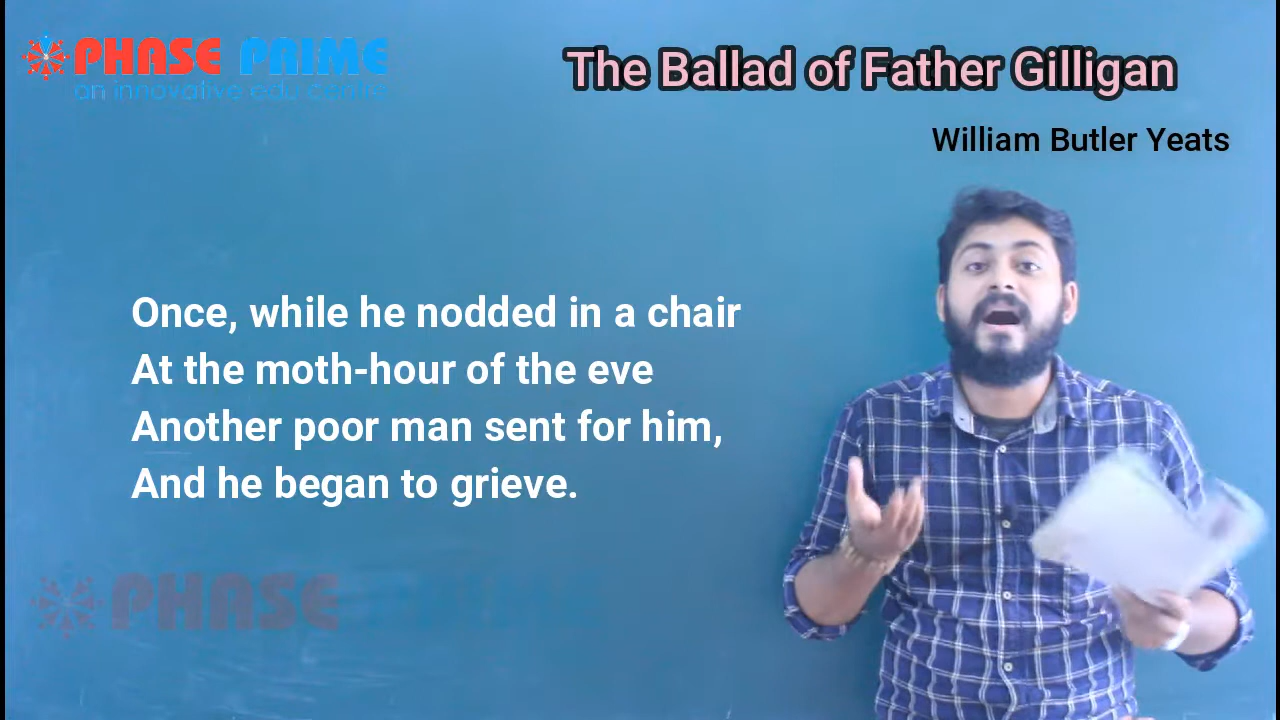 PHASE PRIME
an innovative edu centre
The Ballad of Father Gilligan
William Butler Yeats
Once, while he nodded in a chair
At the moth-hour of the eve
Another poor man sent for him,
And he began to grieve.
PHASE